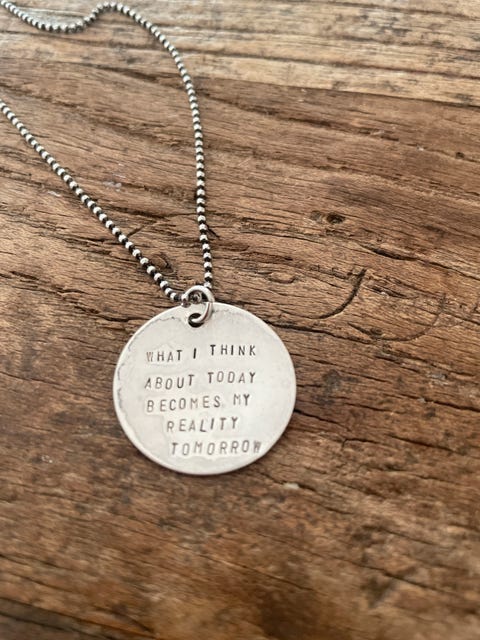 WHAT I THINK
ABOUT TODAY
BECOMES MY
REALITY
TOMORROW